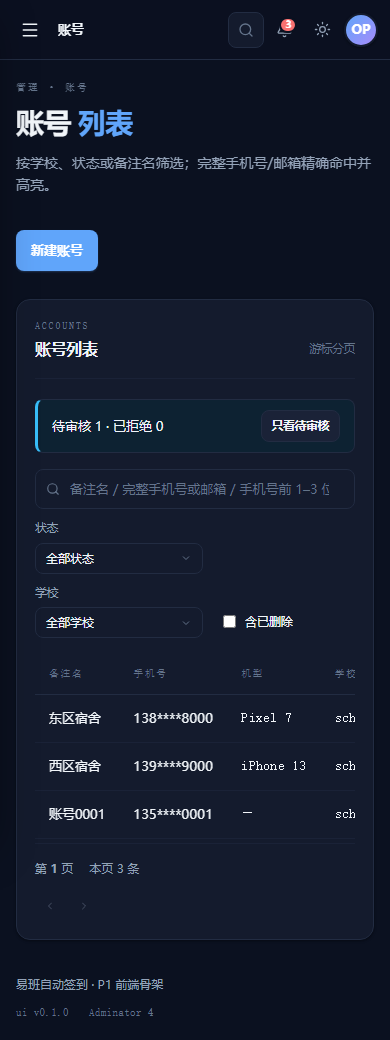 账号
3
OP
管理 · 账号
账号 列表
按学校、状态或备注名筛选；完整手机号/邮箱精确命中并
高亮。
新建账号
ACCOUNTS
账号列表
游标分页
待审核 1 · 已拒绝 0
只看待审核
备注名 / 完整手机号或邮箱 / 手机号前 1–3 位
状态
全部状态
学校
全部学校
含已删除
备注名 手机号 机型 学校
东区宿舍 138****8000 Pixel 7 sch
西区宿舍 139****9000 iPhone 13 sch
账号0001 135****0001 — sch
第 1 页 本页 3 条
易班自动签到 · P1 前端骨架
ui v0.1.0 Adminator 4